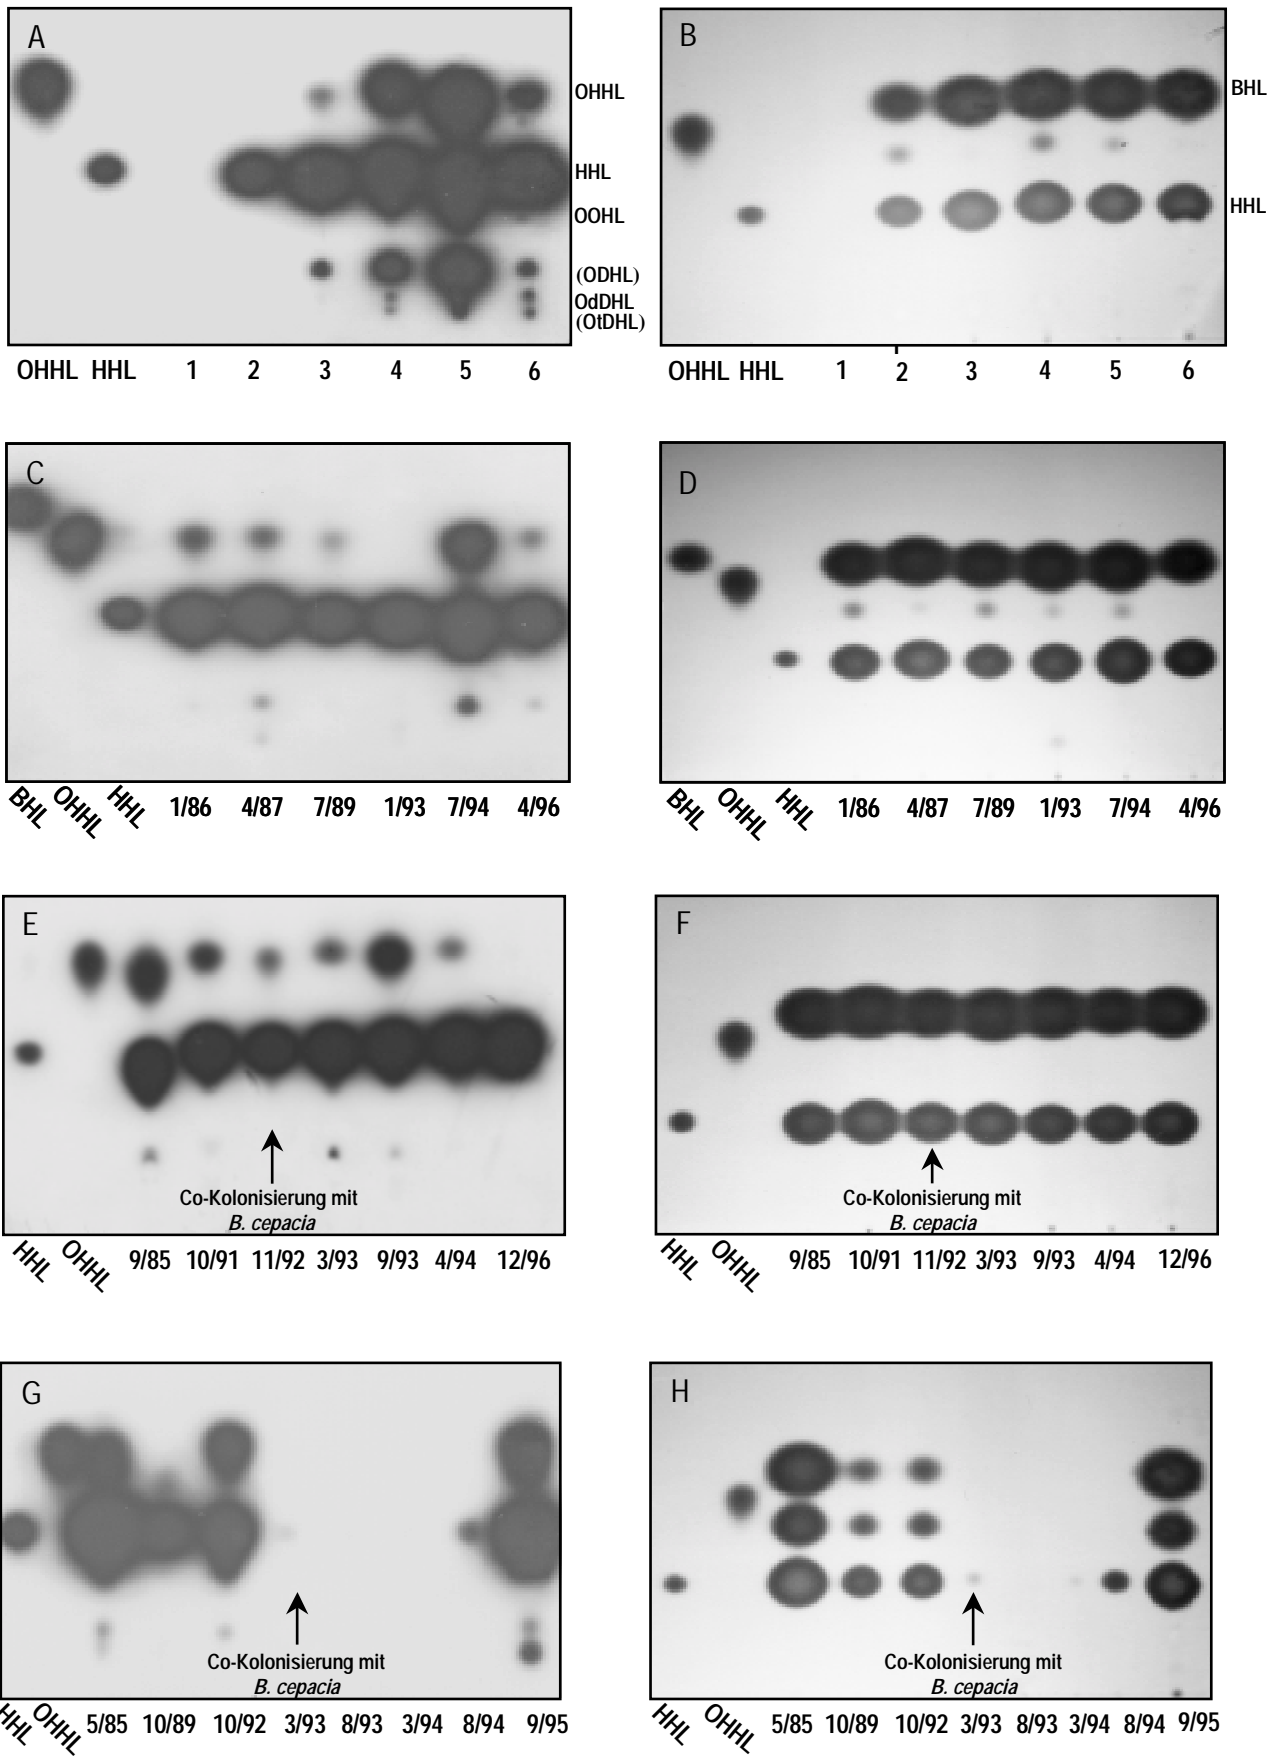 A
OHHL
HHL
OOHL
(ODHL)
OdDHL
(OtDHL)
OHHL HHL 1 2 3 4 5 6
B
BHL
HHL
OHHL HHL 1 2 3 4 5 6
C
BHL OHHL HHL 1/86 4/87 7/89 1/93 7/94 4/96
D
BHL OHHL HHL 1/86 4/87 7/89 1/93 7/94 4/96
E
Co-Kolonisierung mit
B. cepacia
HHL OHHL 9/85 10/91 11/92 3/93 9/93 4/94 12/96
F
Co-Kolonisierung mit
B. cepacia
HHL OHHL 9/85 10/91 11/92 3/93 9/93 4/94 12/96
G
Co-Kolonisierung mit
B. cepacia
HHL OHHL 5/85 10/89 10/92 3/93 8/93 3/94 8/94 9/95
H
Co-Kolonisierung mit
B. cepacia
HHL OHHL 5/85 10/89 10/92 3/93 8/93 3/94 8/94 9/95